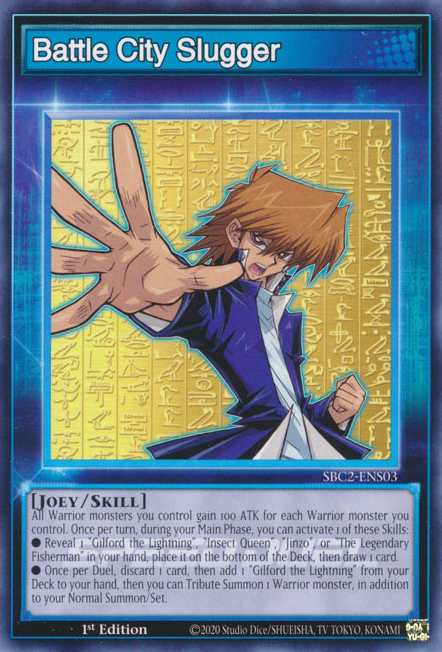 Battle City Slugger
SBC2-ENS03
[JOEY/SKILL]
All Warrior monsters you control gain 100 ATK for each Warrior monster you
control. Once per turn, during your Main Phase, you can activate 1 of these Skills:
● Reveal 1 "Gilford the Lightning", "Insect Queen", "Jinzo", or "The Legendary
Fisherman" in your hand, place it on the bottom of the Deck, then draw 1 card.
● Once per Duel, discard 1 card, then add 1 "Gilford the Lightning" from your
Deck to your hand, then you can Tribute Summon 1 Warrior monster, in addition
to your Normal Summon/Set.
1st Edition
©2020 Studio Dice/SHUEISHA, TV TOKYO, KONAMI